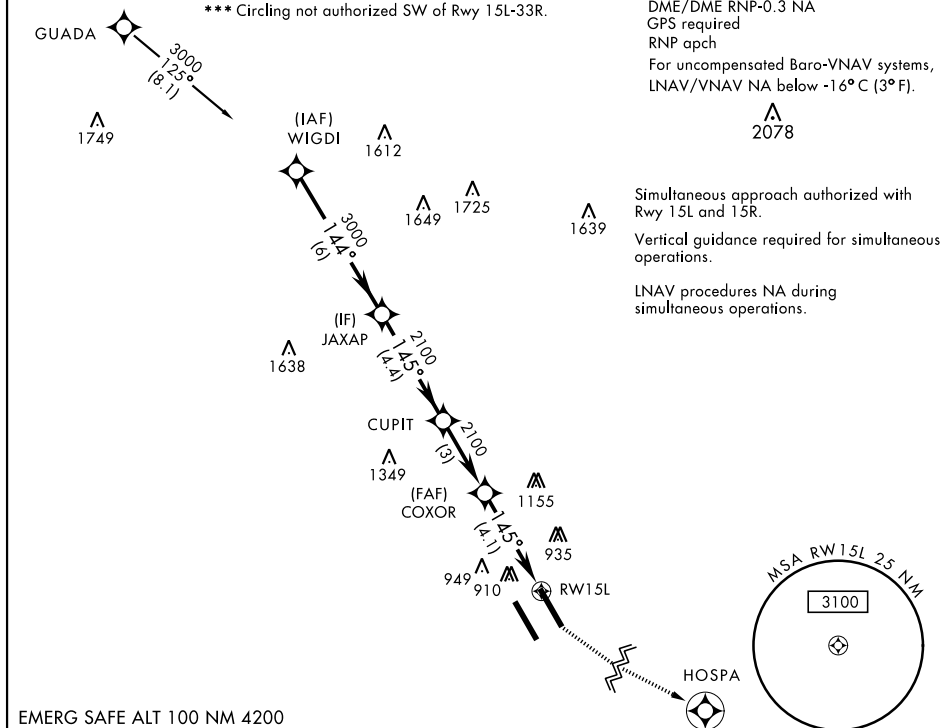 *** Circling not authorized SW of Rwy 15L-33R.
DME/DME RNP-0.3 NA
GPS required
RNP apch
For uncompensated Baro-VNAV systems,
LNAV/VNAV NA below -16°C (3°F).
2078
GUADA
3000
125°
(8.1)
1749
(IAF)
WIGDI
1612
1649
1725
1639
Simultaneous approach authorized with
Rwy 15L and 15R.
Vertical guidance required for simultaneous
operations.
LNAV procedures NA during
simultaneous operations.
3000
144°
(6)
(IF)
JAXAP
1638
2100
145°
(4.4)
CUPIT
2100
(3)
1349
(FAF)
COXOR
1155
145°
(4.1)
935
949
910
RW15L
MSA RW15L 25 NM
3100
HOSPA
EMERG SAFE ALT 100 NM 4200